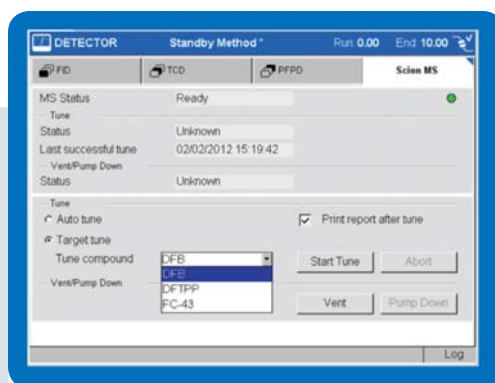 DETECTOR Standby Method * Run 0.00 End 10.00
FID TCD PFPD Scion MS
MS Status Ready
Tune
Status Unknown
Last successful tune 02/02/2012 15:19:42
Vent/Pump Down
Status Unknown
Tune
Auto tune Print report after tune
Target tune
Tune compound DFB Start Tune Abort
DFB
DFTPP
Vent/Pump Down
FC-43 Vent Pump Down
Log